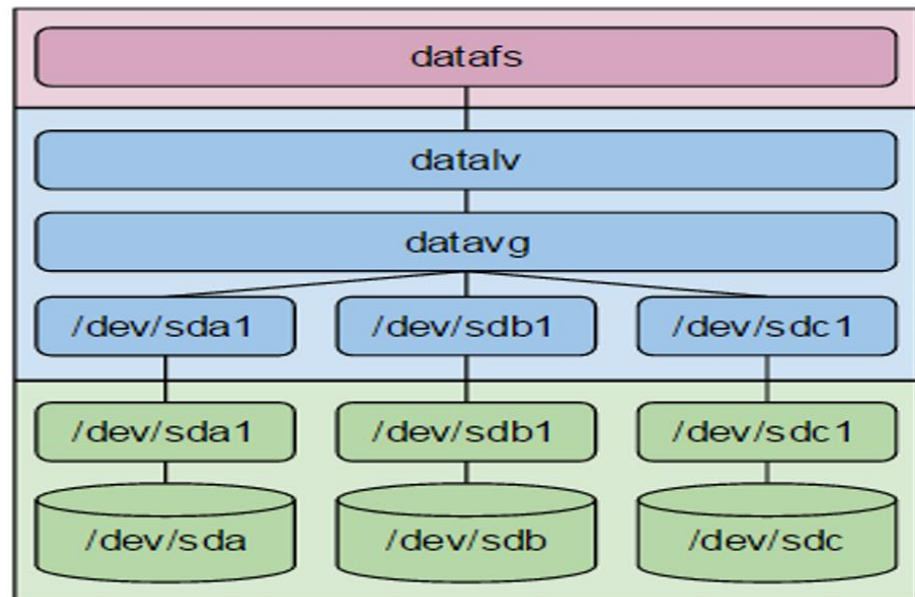 datafs
datalv
datavg
/dev/sda1 /dev/sdb1 /dev/sdc1
/dev/sda1 /dev/sdb1 /dev/sdc1
/dev/sda /dev/sdb /dev/sdc